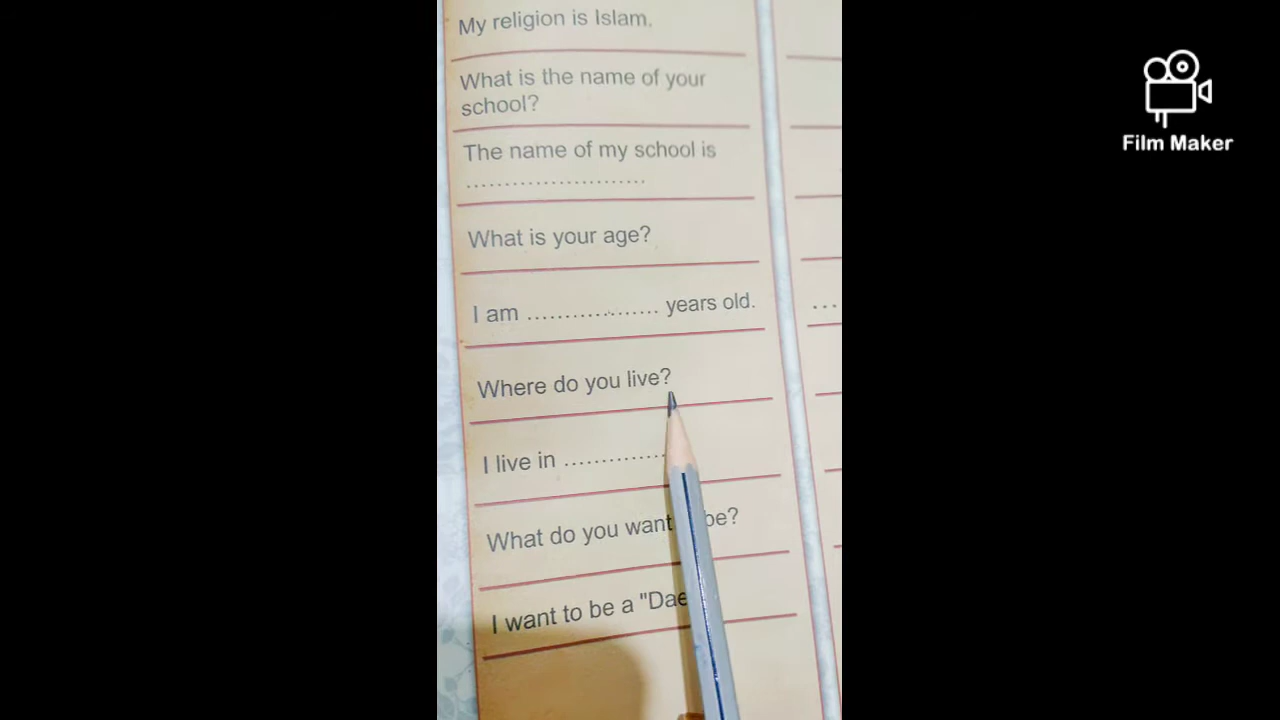 My religion is Islam.
What is the name of your
school?
The name of my school is
........................
What is your age?
I am .................. years old.
...
Where do you live?
I live in .............
What do you want be?
I want to be a
Film Maker